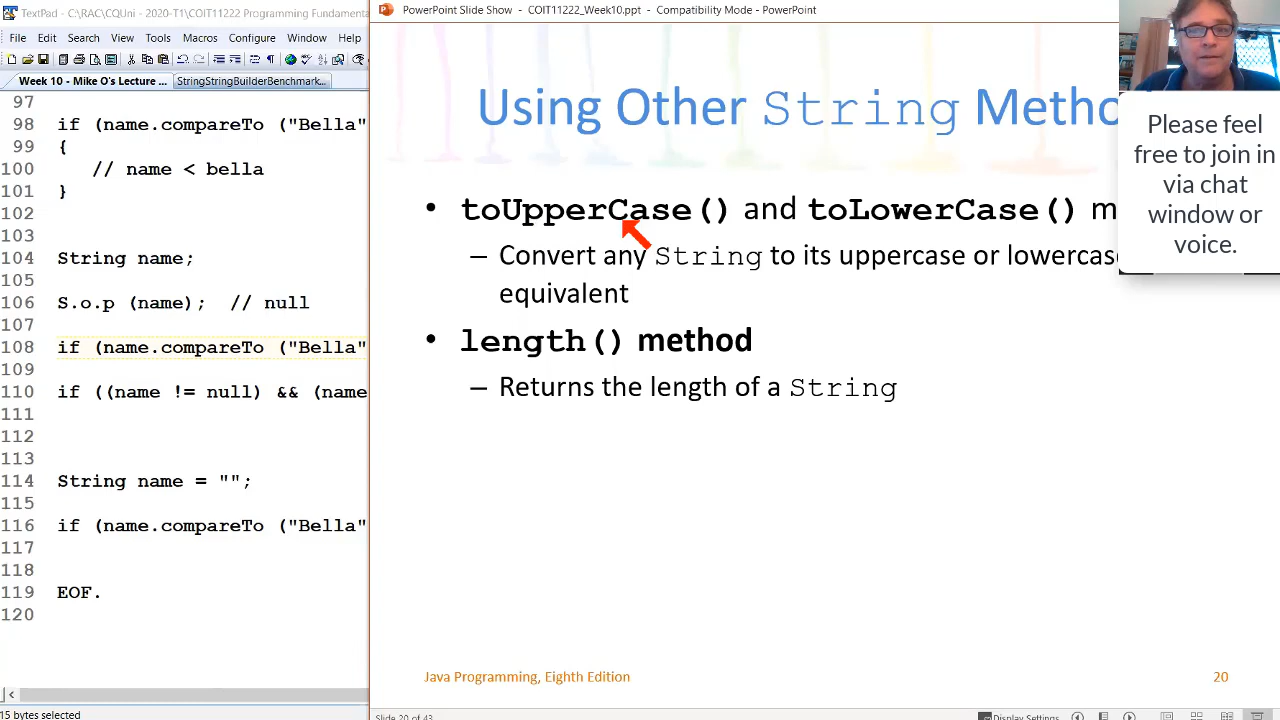 TextPad - C:\RAC\CQUni - 2020-T1\COIT11222 Programming Fundamenta
File Edit Search View Tools Macros Configure Window Help
Week 10 - Mike O's Lecture ... StringStringBuilderBenchmark...
97
98 if (name.compareTo ("Bella"
99 {
100 // name < bella
101 }
102
103
104 String name;
105
106 S.o.p (name); // null
107
108 if (name.compareTo ("Bella"
109
110 if ((name != null) && (name
111
112
113
114 String name = "";
115
116 if (name.compareTo ("Bella"
117
118
119 EOF.
120
15 bytes selected
PowerPoint Slide Show - COIT11222_Week10.ppt - Compatibility Mode - PowerPoint
Using Other String Metho
• toUpperCase() and toLowerCase() m
– Convert any String to its uppercase or lowercase
equivalent
• length() method
– Returns the length of a String
Java Programming, Eighth Edition
20
Slide 20 of 43
Display Settings
Please feel
free to join in
via chat
window or
voice.